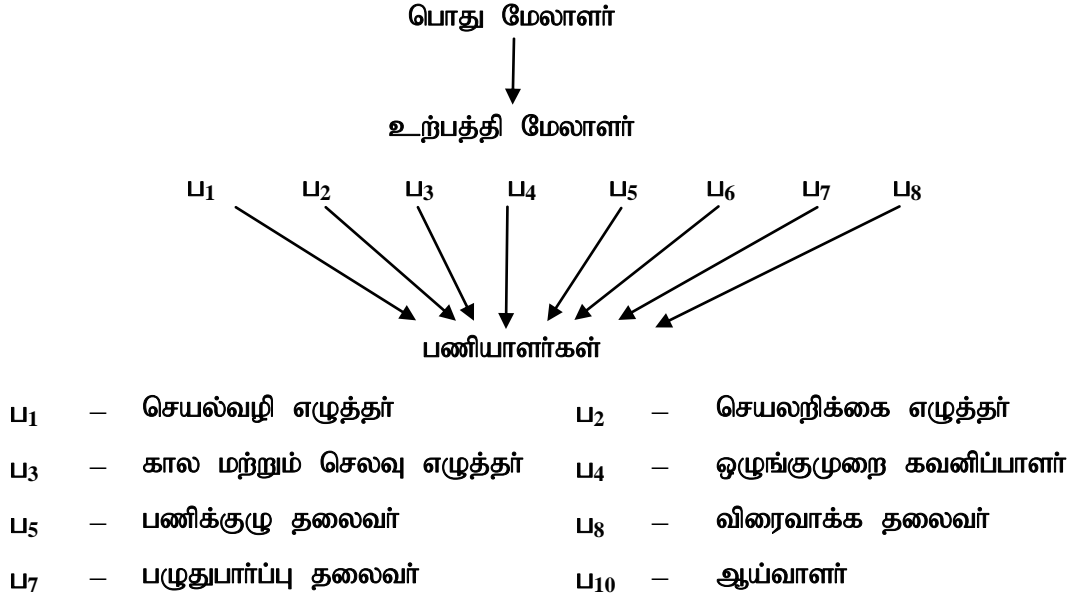 பொது மேலாளர்
உற்பத்தி மேலாளர்
ப1 ப2 ப3 ப4 ப5 ப6 ப7 ப8
பணியாளர்கள்
ப1 – செயல்வழி எழுத்தர் ப2 – செயலறிக்கை எழுத்தர்
ப3 – கால மற்றும் செலவு எழுத்தர் ப4 – ஒழுங்குமுறை கவனிப்பாளர்
ப5 – பணிக்குழு தலைவர் ப8 – விரைவாக்க தலைவர்
ப7 – பழுதுபார்ப்பு தலைவர் ப10 – ஆய்வாளர்